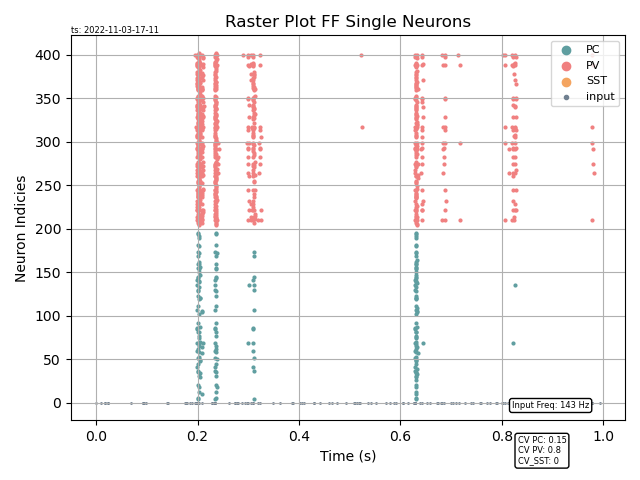 Raster Plot FF Single Neurons
ts: 2022-11-03-17-11
PC
PV
SST
input
400
350
300
250
200
150
100
50
0
Neuron Indicies
Input Freq: 143 Hz
0.0 0.2 0.4 0.6 0.8 1.0
Time (s)
CV PC: 0.15
CV PV: 0.8
CV_SST: 0